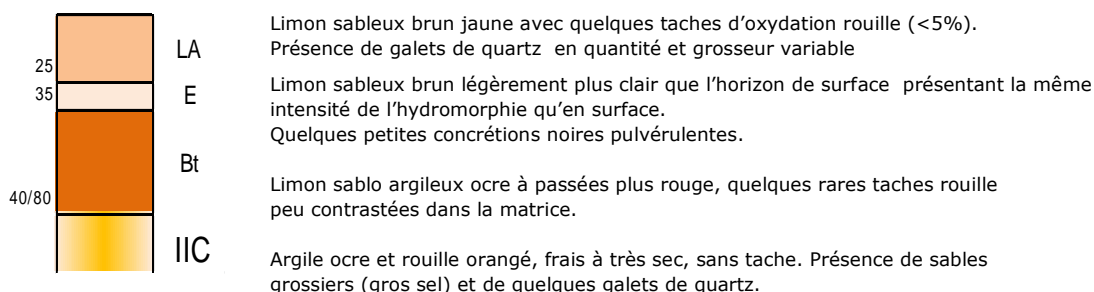 Limon sableux brun jaune avec quelques taches d'oxydation rouille (<5%).
Présence de galets de quartz en quantité et grosseur variable
LA
25
Limon sableux brun légèrement plus clair que l'horizon de surface présentant la même
intensité de l'hydromorphie qu'en surface.
Quelques petites concrétions noires pulvérulentes.
35
E
Bt
Limon sablo argileux ocre à passées plus rouge, quelques rares taches rouille
peu contrastées dans la matrice.
40/80
IIC
Argile ocre et rouille orangé, frais à très sec, sans tache. Présence de sables
grossiers (gros sel) et de quelques galets de quartz.